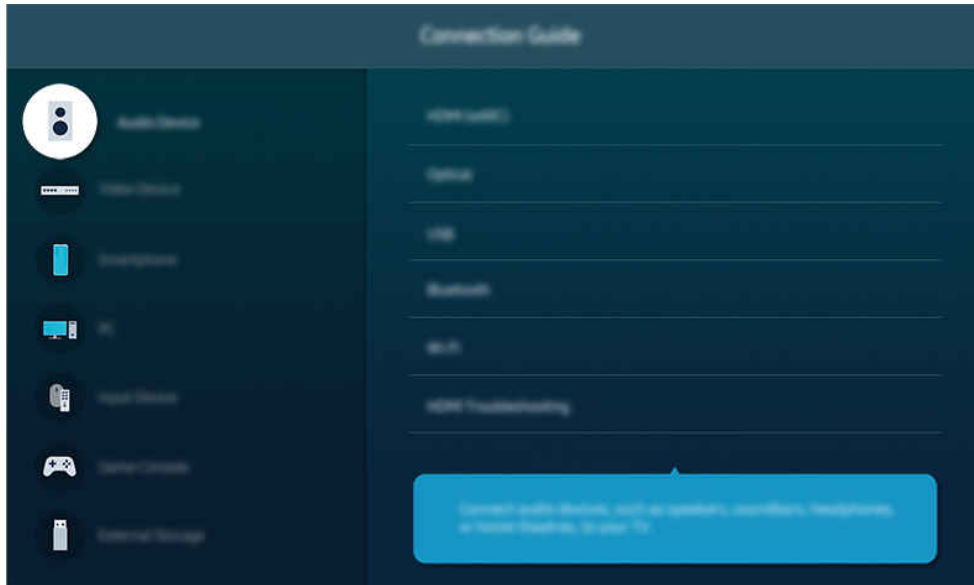 Connection Guide
Audio Device
Video Device
Smartphone
PC
Input Device
Game Console
External Storage
HDMI (eARC)
Optical
USB
Bluetooth
Wi-Fi
HDMI Troubleshooting
Connect audio devices, such as speakers, soundbars, headphones,
or home theatres, to your TV.